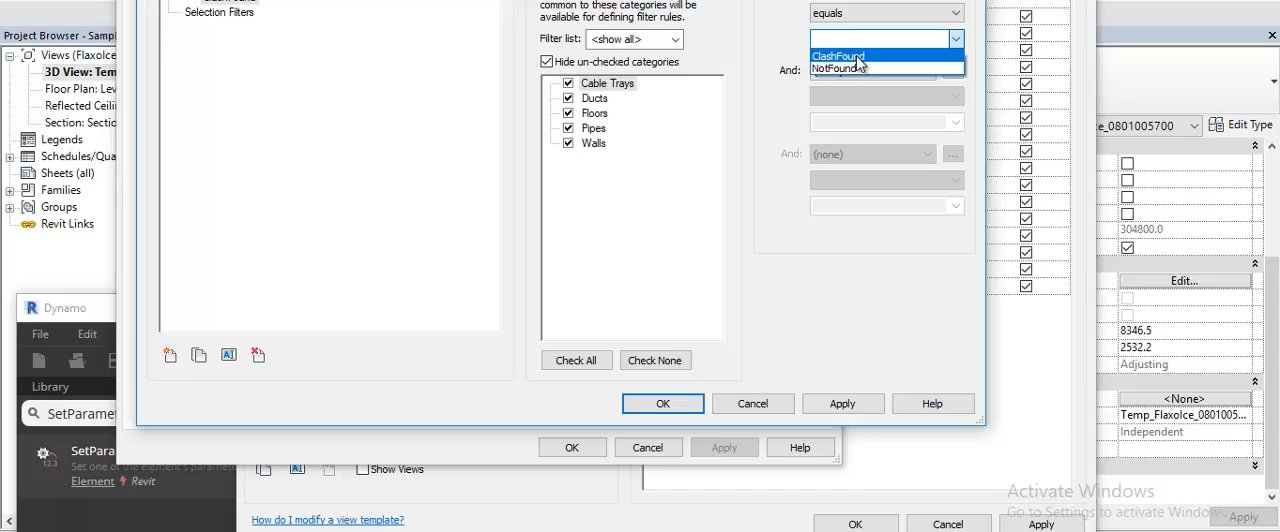 Selection Filters
common to these categories will be
available for defining filter rules.
Filter list: <show all>
Hide un-checked categories
Cable Trays
Ducts
Floors
Pipes
Walls
Check All
Check None
equals
ClashFound
NotFound
And:
And: (none) ...
OK
Cancel
Apply
Help
OK
Cancel
Apply
Help
Show Views
How do I modify a view template?
OK
Cancel
Apply
Project Browser - Sampl
Views (Flaxolce
3D View: Tem
Floor Plan: Lev
Reflected Ceili
Section: Sectio
Legends
Schedules/Qua
Sheets (all)
Families
Groups
Revit Links
Dynamo
File
Edit
Library
SetParamet
SetPara
Set one of the element's paramete
Element Revit
12.3
e_0801005700
Edit Type
304800.0
Edit...
8346.5
2532.2
Adjusting
<None>
Temp_Flaxolce_0801005...
Independent
Activate Windows
Go to Settings to activate Windows.
Apply